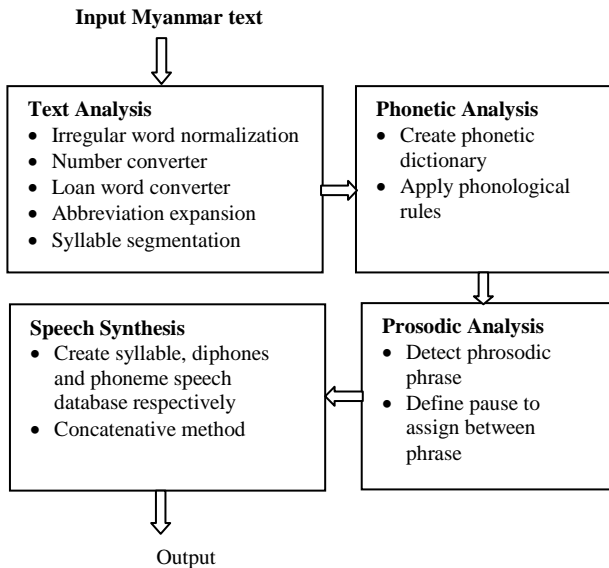 Input Myanmar text
Text Analysis
• Irregular word normalization
• Number converter
• Loan word converter
• Abbreviation expansion
• Syllable segmentation
Phonetic Analysis
• Create phonetic
dictionary
• Apply phonological
rules
Prosodic Analysis
• Detect phrosodic
phrase
• Define pause to
assign between
phrase
Speech Synthesis
• Create syllable, diphones
and phoneme speech
database respectively
• Concatenative method
Output